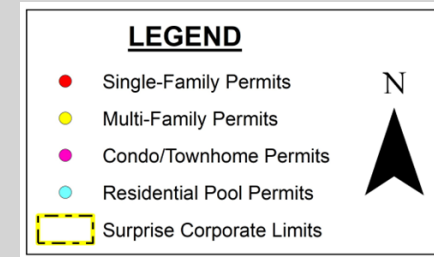 LEGEND
Single-Family Permits
N
Multi-Family Permits
Condo/Townhome Permits
Residential Pool Permits
Surprise Corporate Limits